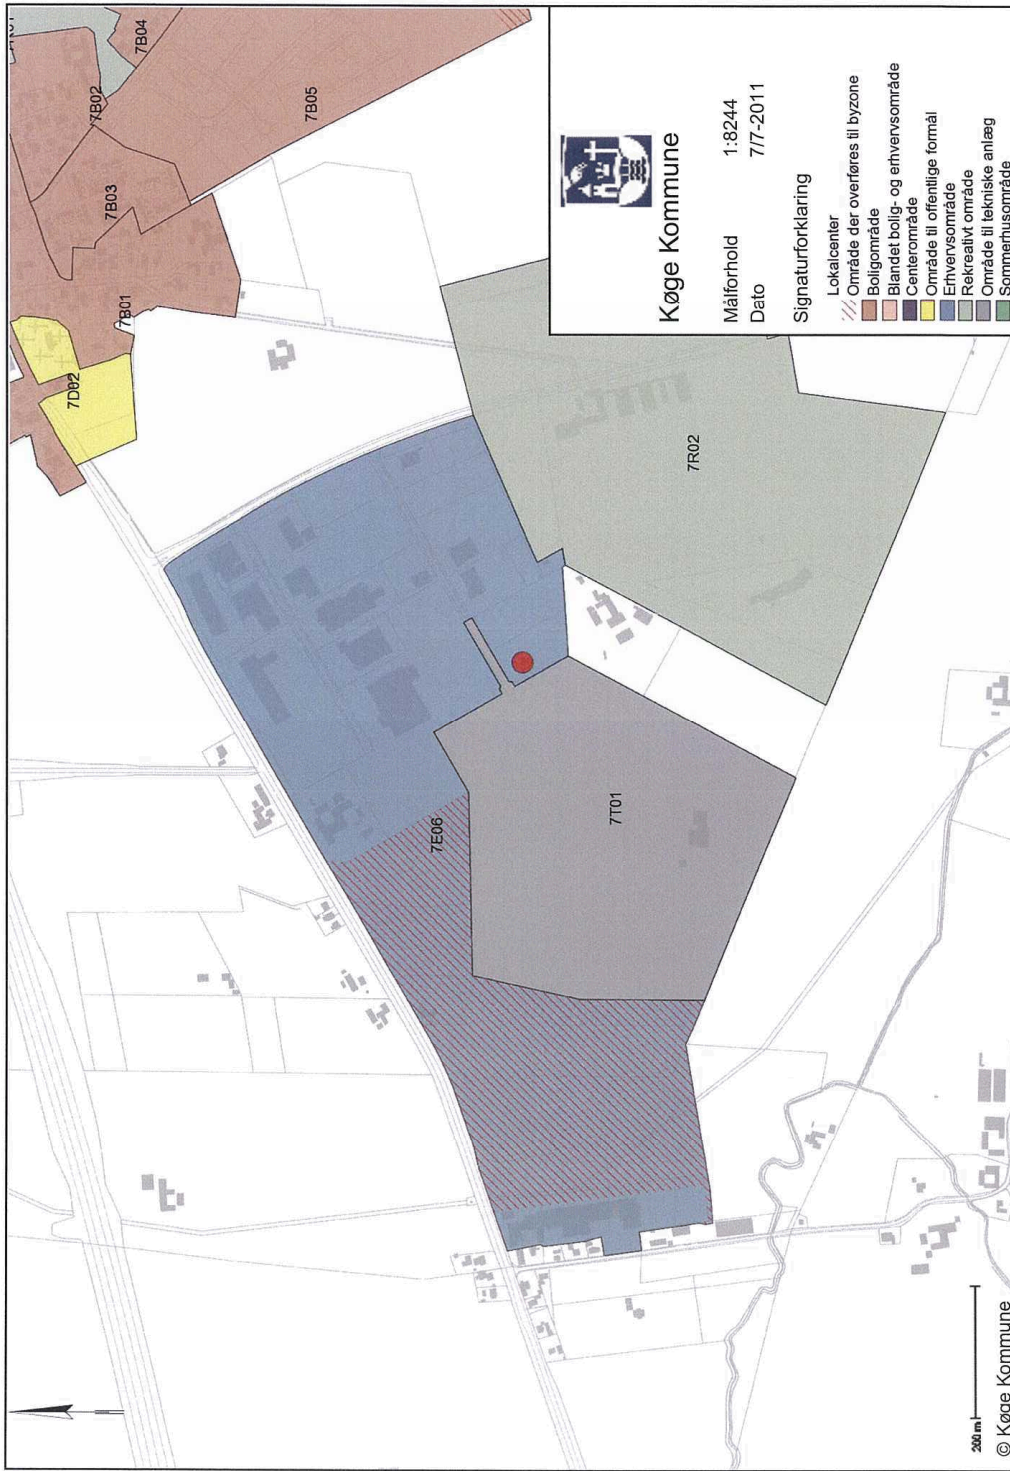 7B04
7B02
7B05
7B03
7B01
7D02
7R02
7E06
7T01
Køge Kommune
Målforhold 1:8244
Dato 7/7-2011
Signaturforklaring
Lokalcenter
Område der overføres til byzone
Boligområde
Blandet bolig- og erhvervsområde
Centerområde
Område til offentlige formål
Erhvervsområde
Rekreativt område
Område til tekniske anlæg
Sommerhusområde
200 m
© Køge Kommune